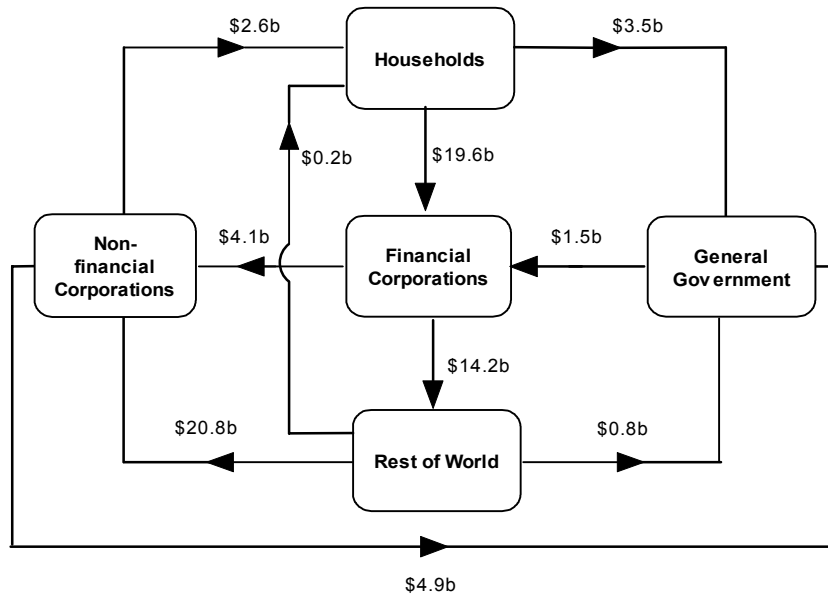 $2.6b
Households
$3.5b
$0.2b
$19.6b
Non-
financial
Corporations
$4.1b
Financial
Corporations
$1.5b
General
Government
$14.2b
$20.8b
Rest of World
$0.8b
$4.9b